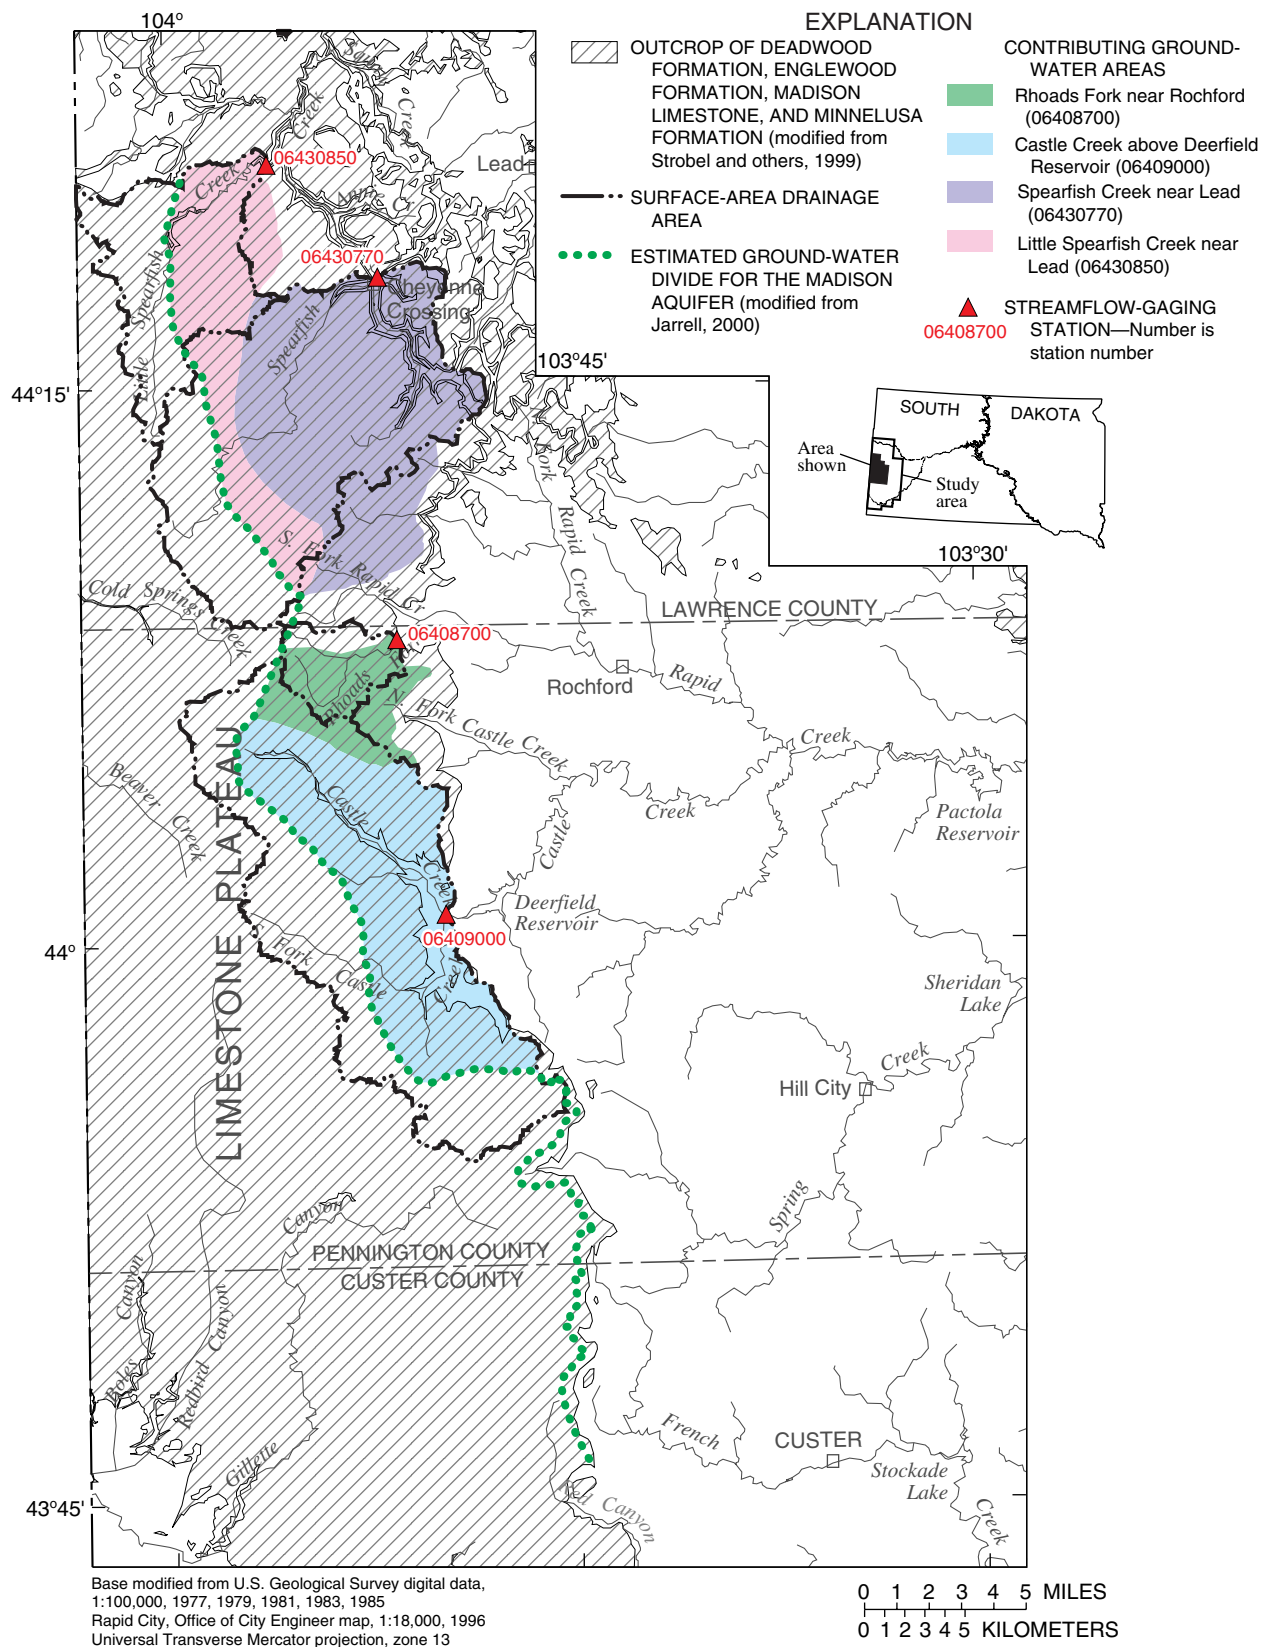 104°
EXPLANATION
OUTCROP OF DEADWOOD
FORMATION, ENGLEWOOD
FORMATION, MADISON
LIMESTONE, AND MINNELUSA
FORMATION (modified from
Strobel and others, 1999)
SURFACE-AREA DRAINAGE
AREA
ESTIMATED GROUND-WATER
DIVIDE FOR THE MADISON
AQUIFER (modified from
Jarrell, 2000)
CONTRIBUTING GROUND-
WATER AREAS
Rhoads Fork near Rochford
(06408700)
Castle Creek above Deerfield
Reservoir (06409000)
Spearfish Creek near Lead
(06430770)
Little Spearfish Creek near
Lead (06430850)
STREAMFLOW-GAGING
STATION—Number is
station number
06408700
103°45'
SOUTH DAKOTA
Area
shown
Study
area
103°30'
Creek
Creek
Lead
06430850
Creek
Annie Cr
06430770
Cheyenne
Crossing
Little Spearfish
Spearfish
44°15'
N. Fork Rapid Creek
S. Fork Rapid Cr
Cold Springs Creek
LAWRENCE COUNTY
06408700
Rhoads
Rochford
Rapid
Creek
N. Fork Castle Creek
Creek
Castle
Beaver
Creek
Castle
Creek
Pactola
Reservoir
LIMESTONE PLATEAU
Deerfield
Reservoir
06409000
44°
S. Fork Castle
Creek
Sheridan
Lake
Creek
Hill City
Spring
Canyon
PENNINGTON COUNTY
CUSTER COUNTY
Boles Canyon
Redbird Canyon
Gillette
French
CUSTER
Stockade
Lake
Creek
Red Canyon
43°45'
Base modified from U.S. Geological Survey digital data,
1:100,000, 1977, 1979, 1981, 1983, 1985
Rapid City, Office of City Engineer map, 1:18,000, 1996
Universal Transverse Mercator projection, zone 13
0 1 2 3 4 5 MILES
0 1 2 3 4 5 KILOMETERS